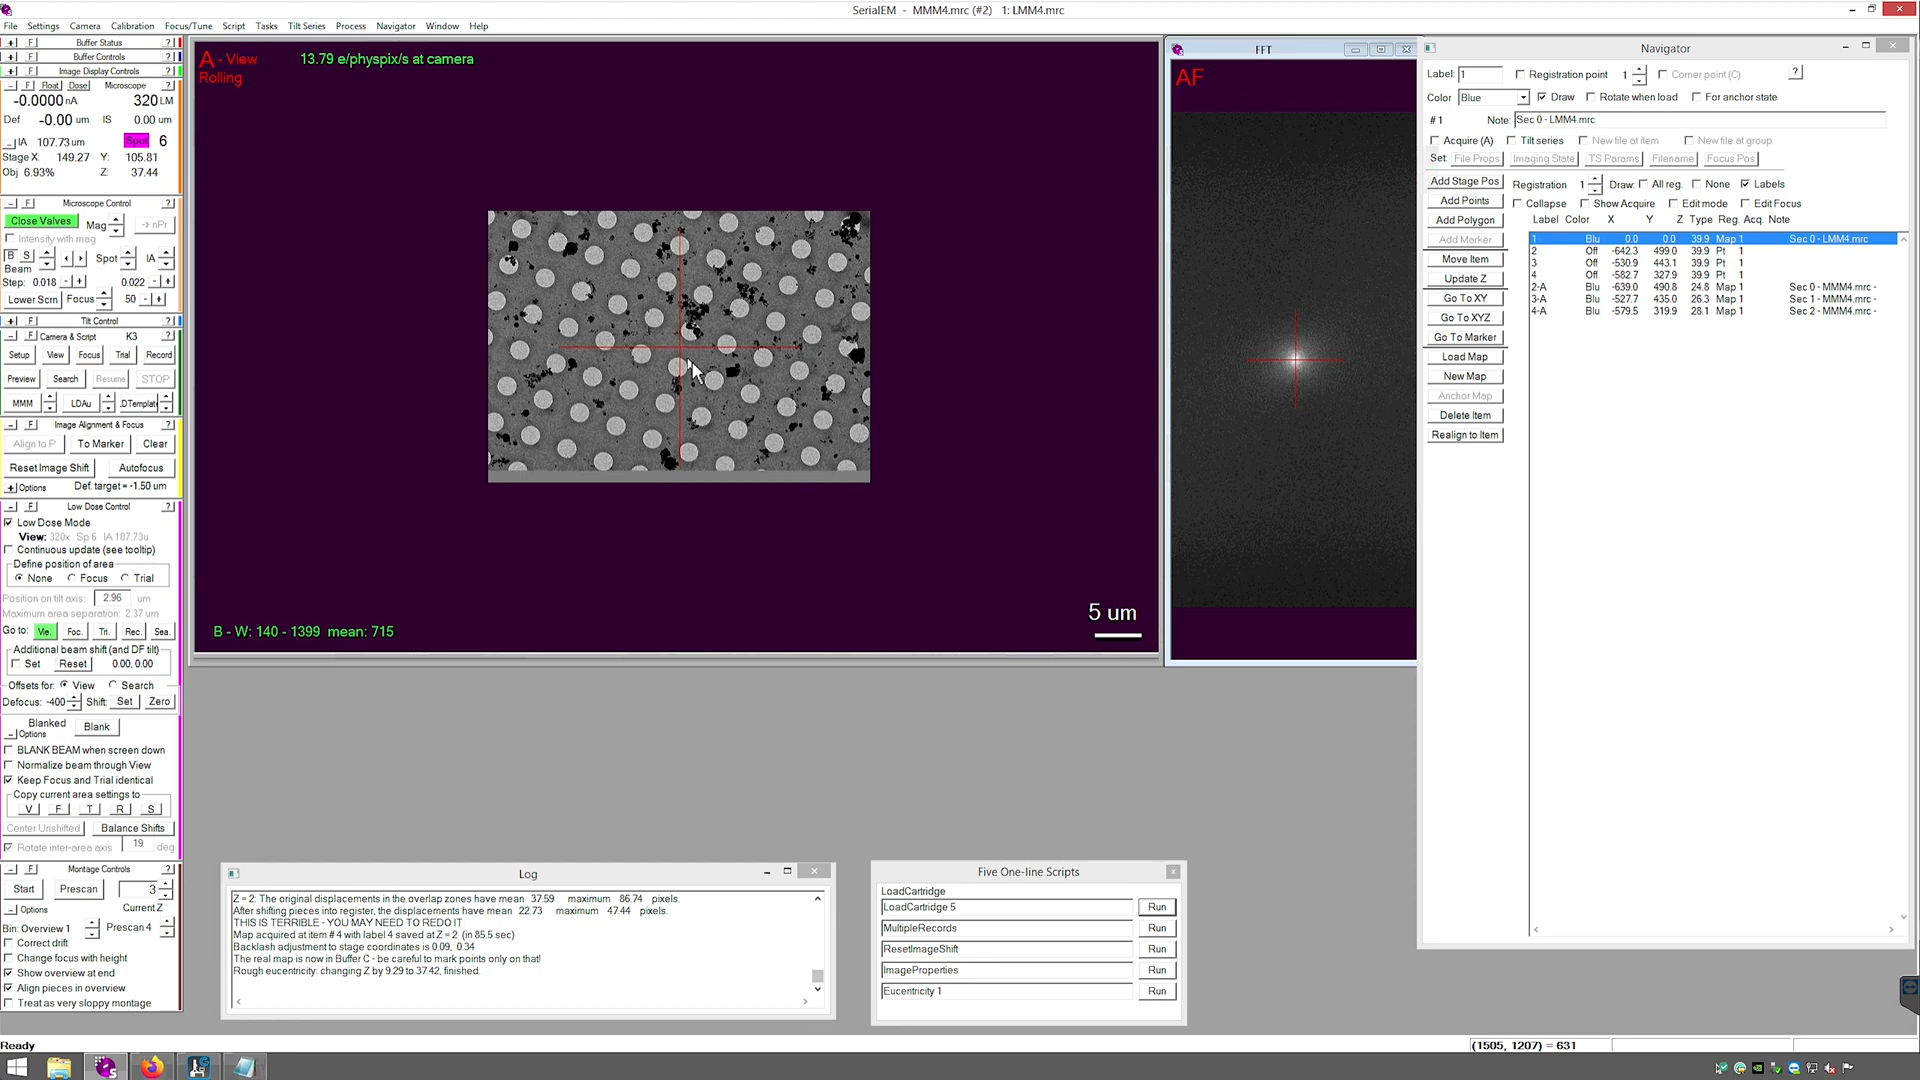 SerialEM - MMM4.mrc (#2) 1: LMM4.mrc
File Settings Camera Calibration Focus/Tune Script Tasks Tilt Series Process Navigator Window Help
+ F Buffer Status ?
+ F Buffer Controls ?
+ F Image Display Controls ?
- F Float Dose Microscope ?
-0.0000 nA 320 LM
Def -0.00 um IS 0.00 um
IA 107.73 um Spot 6
Stage X: 149.27 Y: 105.81
Obj 6.93% Z: 37.44
- F Microscope Control ?
Close Valves Mag -> nPr
Intensity with mag
B S Spot IA
Beam
Step: 0.018 - + 0.022 - +
Lower Scrn Focus 50 - +
+ F Tilt Control ?
- F Camera & Script K3 ?
Setup View Focus Trial Record
Preview Search Resume STOP
MMM LDAu .DTemplat
- F Image Alignment & Focus ?
Align to P To Marker Clear
Reset Image Shift Autofocus
+ Options Def. target = -1.50 um
- F Low Dose Control ?
Low Dose Mode
View: 320x Sp 6 IA 107.73u
Continuous update (see tooltip)
Define position of area
None Focus Trial
Position on tilt axis: 2.96 um
Maximum area separation: 2.37 um
Go to: Vie. Foc. Tri. Rec. Sea.
Additional beam shift (and DF tilt)
Set Reset 0.00, 0.00
Offsets for: View Search
Defocus: -400 Shift: Set Zero
Blanked Blank
- Options
BLANK BEAM when screen down
Normalize beam through View
Keep Focus and Trial identical
Copy current area settings to
V F T R S
Center Unshifted Balance Shifts
Rotate inter-area axis 19 deg
- F Montage Controls ?
Start Prescan 3
- Options Current Z
Bin: Overview 1 Prescan 4
Correct drift
Change focus with height
Show overview at end
Align pieces in overview
Treat as very sloppy montage
A - View 13.79 e/physpix/s at camera
Rolling
5 um
B - W: 140 - 1399 mean: 715
FFT
AF
Navigator
Label: 1 Registration point 1 Corner point (C) ?
Color Blue Draw Rotate when load For anchor state
# 1 Note: Sec 0 - LMM4.mrc
Acquire (A) Tilt series New file at item New file at group
Set: File Props Imaging State TS Params Filename Focus Pos
Add Stage Pos
Add Points
Add Polygon
Add Marker
Move Item
Update Z
Go To XY
Go To XYZ
Go To Marker
Load Map
New Map
Anchor Map
Delete Item
Realign to Item
Registration 1 Draw: All reg. None Labels
Collapse Show Acquire Edit mode Edit Focus
Label Color X Y Z Type Reg. Acq. Note
1 Blu 0.0 0.0 39.9 Map 1 Sec 0 - LMM4.mrc
2 Off -642.3 499.0 39.9 Pt 1
3 Off -530.9 443.1 39.9 Pt 1
4 Off -582.7 327.9 39.9 Pt 1
2-A Blu -639.0 490.8 24.8 Map 1 Sec 0 - MMM4.mrc -
3-A Blu -527.7 435.0 26.3 Map 1 Sec 1 - MMM4.mrc -
4-A Blu -579.5 319.9 28.1 Map 1 Sec 2 - MMM4.mrc -
Log
Z = 2: The original displacements in the overlap zones have mean 37.59 maximum 86.74 pixels.
After shifting pieces into register, the displacements have mean 22.73 maximum 47.44 pixels.
THIS IS TERRIBLE - YOU MAY NEED TO REDO IT
Map acquired at item # 4 with label 4 saved at Z = 2 (in 85.5 sec)
Backlash adjustment to stage coordinates is 0.09, 0.34
The real map is now in Buffer C - be careful to mark points only on that!
Rough eucentricity: changing Z by 9.29 to 37.42, finished.
Five One-line Scripts
LoadCartridge
LoadCartridge 5 Run
MultipleRecords Run
ResetImageShift Run
ImageProperties Run
Eucentricity 1 Run
Ready
(1505, 1207) = 631